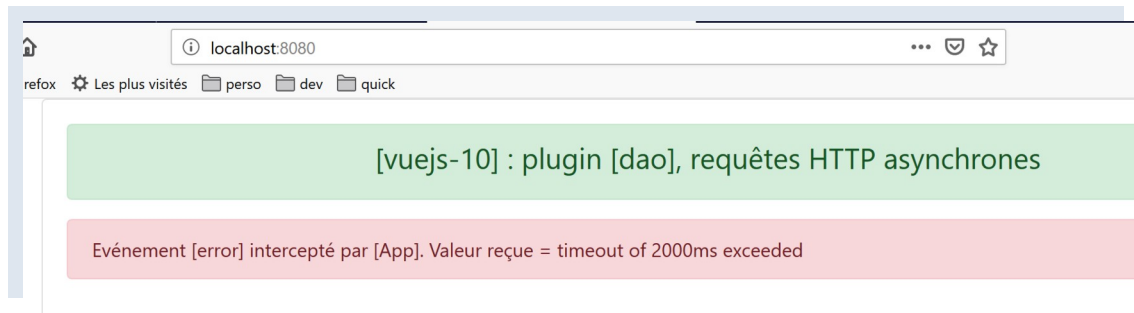 localhost:8080
refox Les plus visités perso dev quick
[vuejs-10] : plugin [dao], requêtes HTTP asynchrones
Evénement [error] intercepté par [App]. Valeur reçue = timeout of 2000ms exceeded